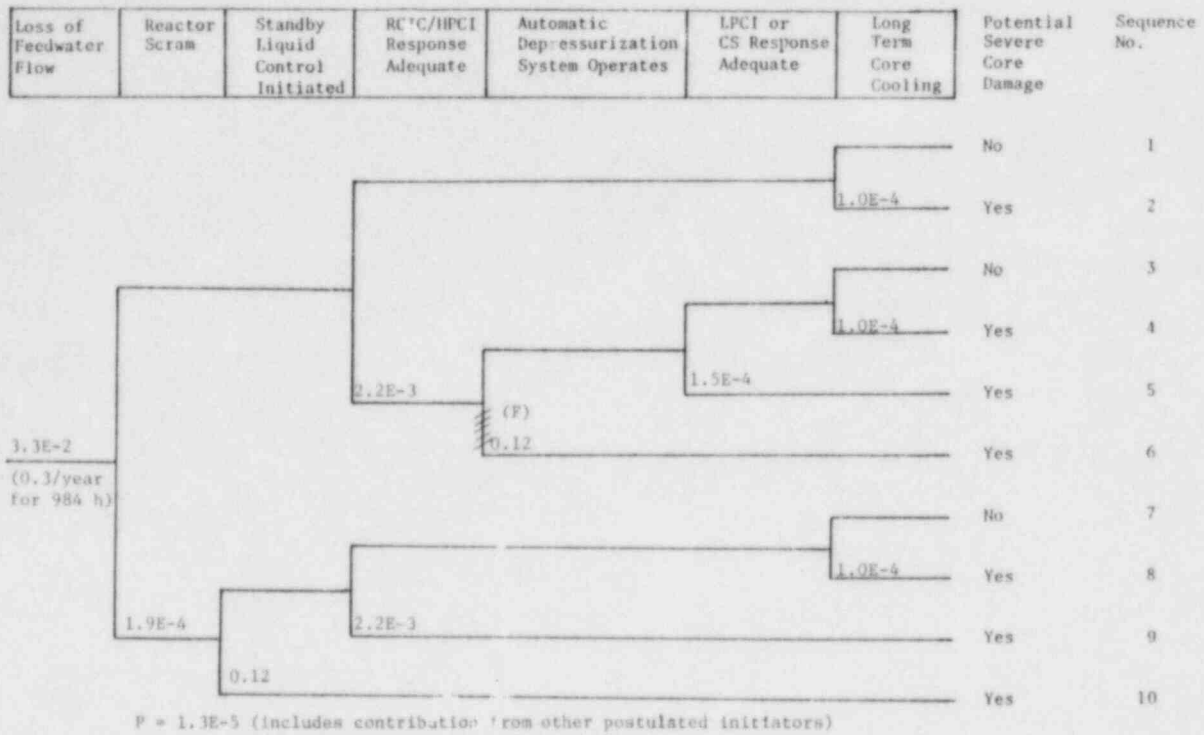 Loss of
Feedwater
Flow
Reactor
Scram
Standby
Liquid
Control
Initiated
RC'C/HPCI
Response
Adequate
Automatic
Depressurization
System Operates
LPCI or
CS Response
Adequate
Long
Term
Core
Cooling
Potential
Severe
Core
Damage
Sequence
No.
No 1
1.0E-4
Yes 2
No 3
1.0E-4
Yes 4
2.2E-3
1.5E-4
Yes 5
(F)
0.12
Yes 6
3.3E-2
(0.3/year
for 984 h)
No 7
1.0E-4
Yes 8
1.9E-4
2.2E-3
Yes 9
0.12
Yes 10
P = 1.3E-5 (includes contribution from other postulated initiators)